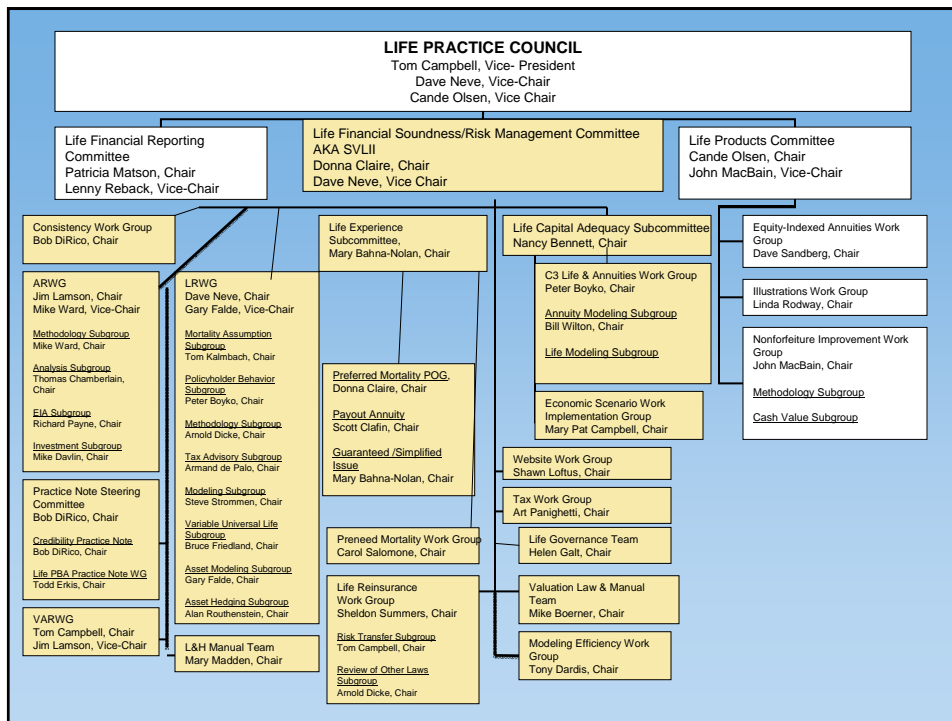 LIFE PRACTICE COUNCIL
Tom Campbell, Vice- President
Dave Neve, Vice-Chair
Cande Olsen, Vice Chair
Life Financial Reporting
Committee
Patricia Matson, Chair
Lenny Reback, Vice-Chair
Life Financial Soundness/Risk Management Committee
AKA SVLII
Donna Claire, Chair
Dave Neve, Vice Chair
Life Products Committee
Cande Olsen, Chair
John MacBain, Vice-Chair
Consistency Work Group
Bob DiRico, Chair
Life Experience
Subcommittee,
Mary Bahna-Nolan, Chair
Life Capital Adequacy Subcommittee
Nancy Bennett, Chair
Equity-Indexed Annuities Work
Group
Dave Sandberg, Chair
ARWG
Jim Lamson, Chair
Mike Ward, Vice-Chair
Methodology Subgroup
Mike Ward, Chair
Analysis Subgroup
Thomas Chamberlain,
Chair
EIA Subgroup
Richard Payne, Chair
Investment Subgroup
Mike Davlin, Chair
LRWG
Dave Neve, Chair
Gary Falde, Vice-Chair
Mortality Assumption
Subgroup
Tom Kalmbach, Chair
Policyholder Behavior
Subgroup
Peter Boyko, Chair
Methodology Subgroup
Arnold Dicke, Chair
Tax Advisory Subgroup
Armand de Palo, Chair
Modeling Subgroup
Steve Strommen, Chair
Variable Universal Life
Subgroup
Bruce Friedland, Chair
Asset Modeling Subgroup
Gary Falde, Chair
Asset Hedging Subgroup
Alan Routhenstein, Chair
C3 Life & Annuities Work Group
Peter Boyko, Chair
Annuity Modeling Subgroup
Bill Wilton, Chair
Life Modeling Subgroup
Illustrations Work Group
Linda Rodway, Chair
Nonforfeiture Improvement Work
Group
John MacBain, Chair
Methodology Subgroup
Cash Value Subgroup
Preferred Mortality POG,
Donna Claire, Chair
Payout Annuity
Scott Claflin, Chair
Guaranteed /Simplified
Issue
Mary Bahna-Nolan, Chair
Economic Scenario Work
Implementation Group
Mary Pat Campbell, Chair
Website Work Group
Shawn Loftus, Chair
Practice Note Steering
Committee
Bob DiRico, Chair
Credibility Practice Note
Bob DiRico, Chair
Life PBA Practice Note WG
Todd Erkis, Chair
Tax Work Group
Art Panighetti, Chair
Preneed Mortality Work Group
Carol Salomone, Chair
Life Governance Team
Helen Galt, Chair
Life Reinsurance
Work Group
Sheldon Summers, Chair
Risk Transfer Subgroup
Tom Campbell, Chair
Review of Other Laws
Subgroup
Arnold Dicke, Chair
Valuation Law & Manual
Team
Mike Boerner, Chair
VARWG
Tom Campbell, Chair
Jim Lamson, Vice-Chair
L&H Manual Team
Mary Madden, Chair
Modeling Efficiency Work
Group
Tony Dardis, Chair